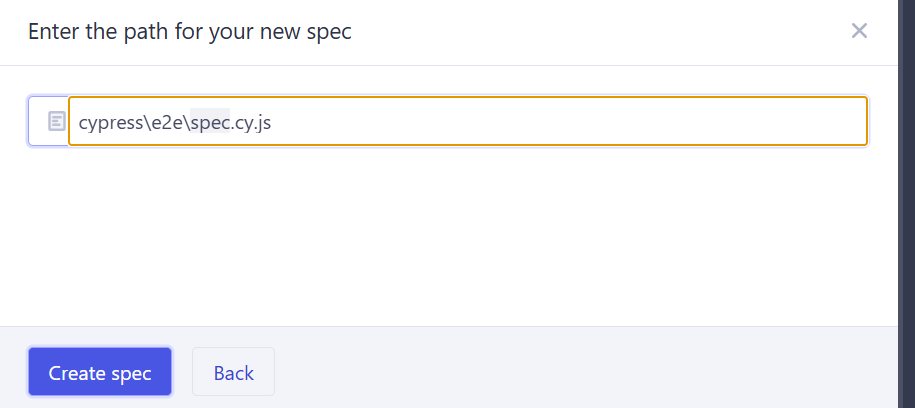 Enter the path for your new spec
cypress\e2e\spec.cy.js
Create spec
Back